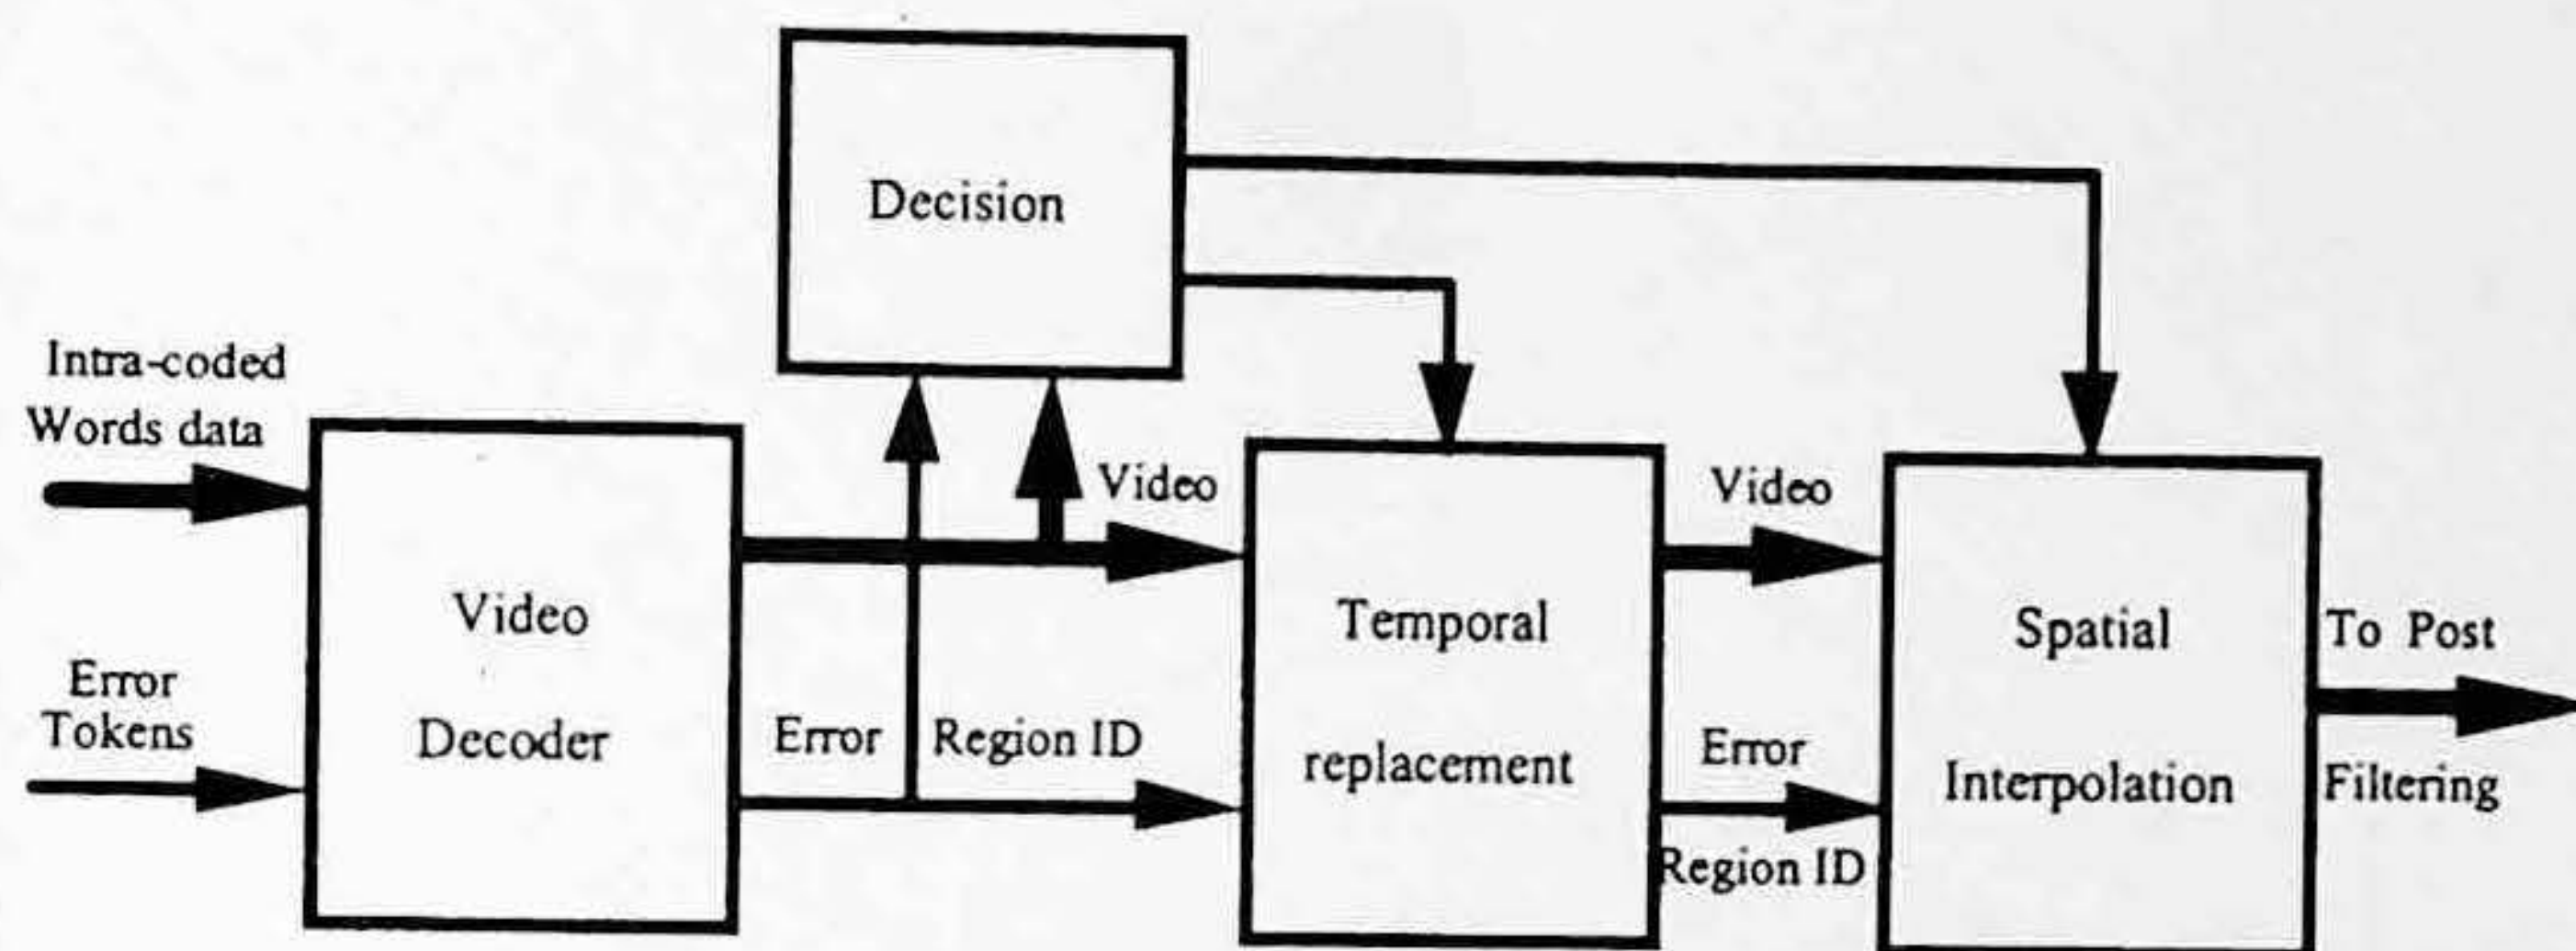 Decision
Intra-coded
Words data
Error
Tokens
Video
Decoder
Video
Error Region ID
Temporal
replacement
Video
Error
Region ID
Spatial
Interpolation
To Post
Filtering